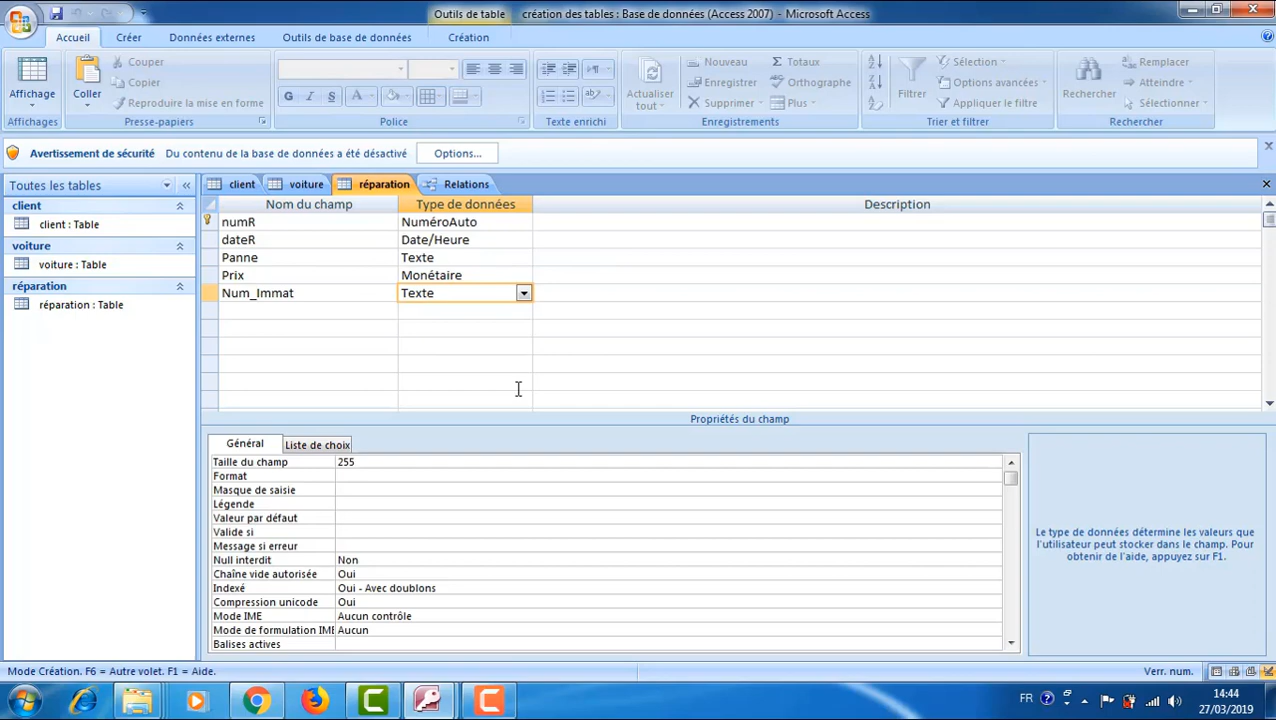 Outils de table création des tables : Base de données (Access 2007) - Microsoft Access
Accueil Créer Données externes Outils de base de données Création
Affichage
Affichages
Coller
Couper
Copier
Reproduire la mise en forme
Presse-papiers
G I S A
Police
Texte enrichi
Actualiser tout
Nouveau
Enregistrer
Supprimer
Totaux
Orthographe
Plus
Enregistrements
Filtrer
Sélection
Options avancées
Appliquer le filtre
Trier et filtrer
Rechercher
Remplacer
Atteindre
Sélectionner
Rechercher
Avertissement de sécurité Du contenu de la base de données a été désactivé Options...
Toutes les tables
client
client : Table
voiture
voiture : Table
réparation
réparation : Table
client voiture réparation Relations
Nom du champ Type de données Description
numR NuméroAuto
dateR Date/Heure
Panne Texte
Prix Monétaire
Num_Immat Texte
Propriétés du champ
Général Liste de choix
Taille du champ 255
Format
Masque de saisie
Légende
Valeur par défaut
Valide si
Message si erreur
Null interdit Non
Chaîne vide autorisée Oui
Indexé Oui - Avec doublons
Compression unicode Oui
Mode IME Aucun contrôle
Mode de formulation IME Aucun
Balises actives
Le type de données détermine les valeurs que
l'utilisateur peut stocker dans le champ. Pour
obtenir de l'aide, appuyez sur F1.
Mode Création. F6 = Autre volet. F1 = Aide. Verr. num.
FR
14:44
27/03/2019